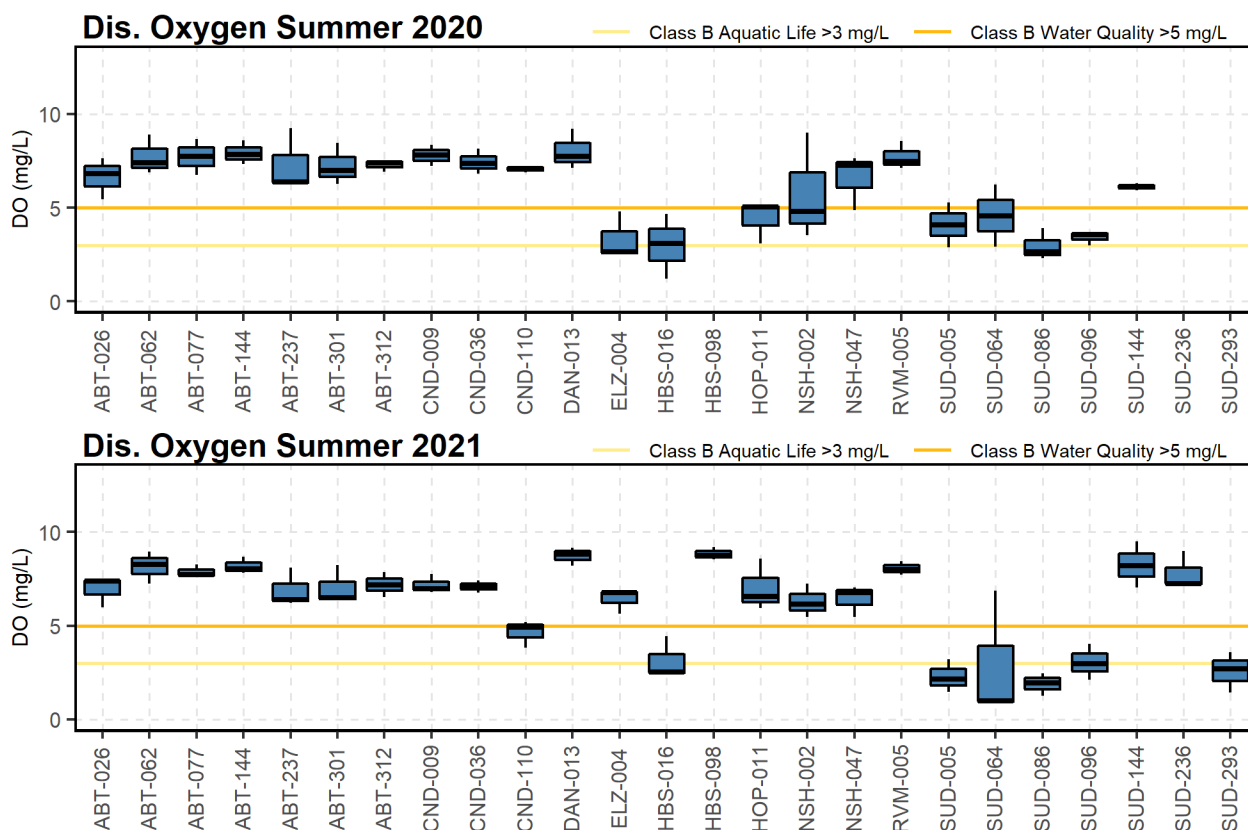 Dis. Oxygen Summer 2020
Class B Aquatic Life >3 mg/L
Class B Water Quality >5 mg/L
DO (mg/L)
10
5
0
ABT-026
ABT-062
ABT-077
ABT-144
ABT-237
ABT-301
ABT-312
CND-009
CND-036
CND-110
DAN-013
ELZ-004
HBS-016
HBS-098
HOP-011
NSH-002
NSH-047
RVM-005
SUD-005
SUD-064
SUD-086
SUD-096
SUD-144
SUD-236
SUD-293
Dis. Oxygen Summer 2021
Class B Aquatic Life >3 mg/L
Class B Water Quality >5 mg/L
DO (mg/L)
10
5
0
ABT-026
ABT-062
ABT-077
ABT-144
ABT-237
ABT-301
ABT-312
CND-009
CND-036
CND-110
DAN-013
ELZ-004
HBS-016
HBS-098
HOP-011
NSH-002
NSH-047
RVM-005
SUD-005
SUD-064
SUD-086
SUD-096
SUD-144
SUD-236
SUD-293